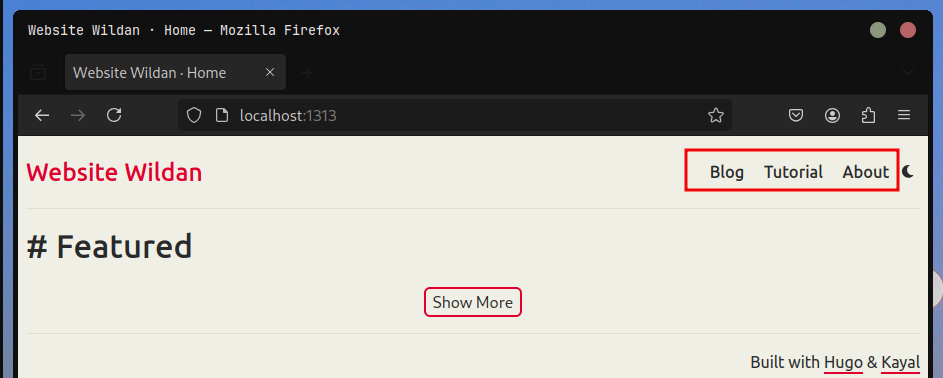 Website Wildan · Home — Mozilla Firefox
Website Wildan · Home
localhost:1313
Website Wildan
Blog Tutorial About
# Featured
Show More
Built with Hugo & Kayal